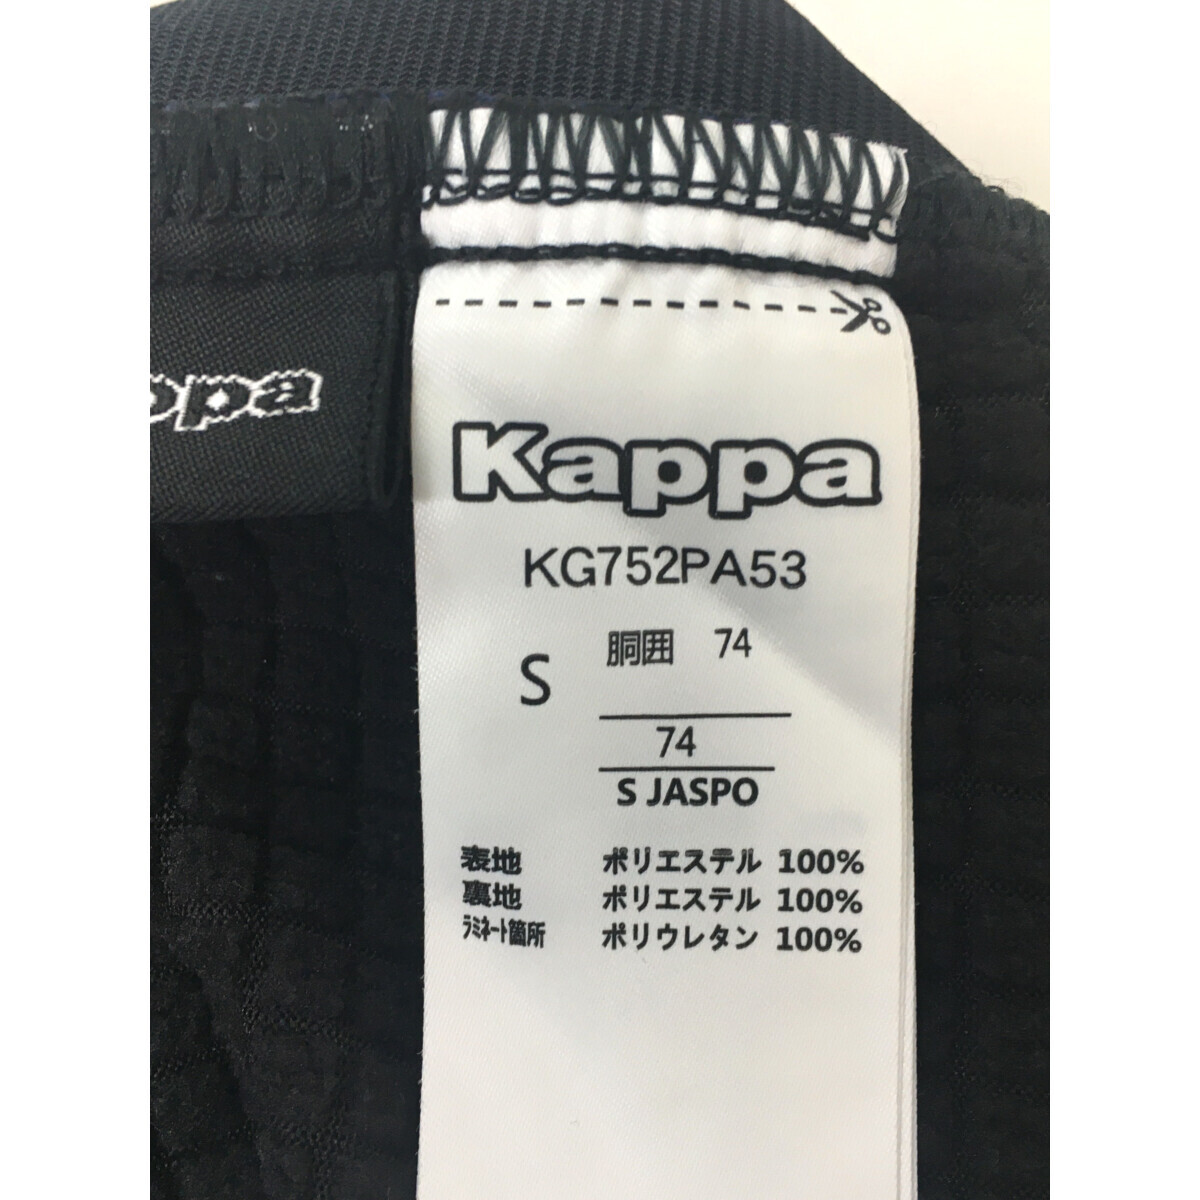 ppa
Kappa
KG752PA53
S 胴囲 74
74
S JASPO
表地 ポリエステル 100%
裏地 ポリエステル 100%
ラミネート箇所 ポリウレタン 100%